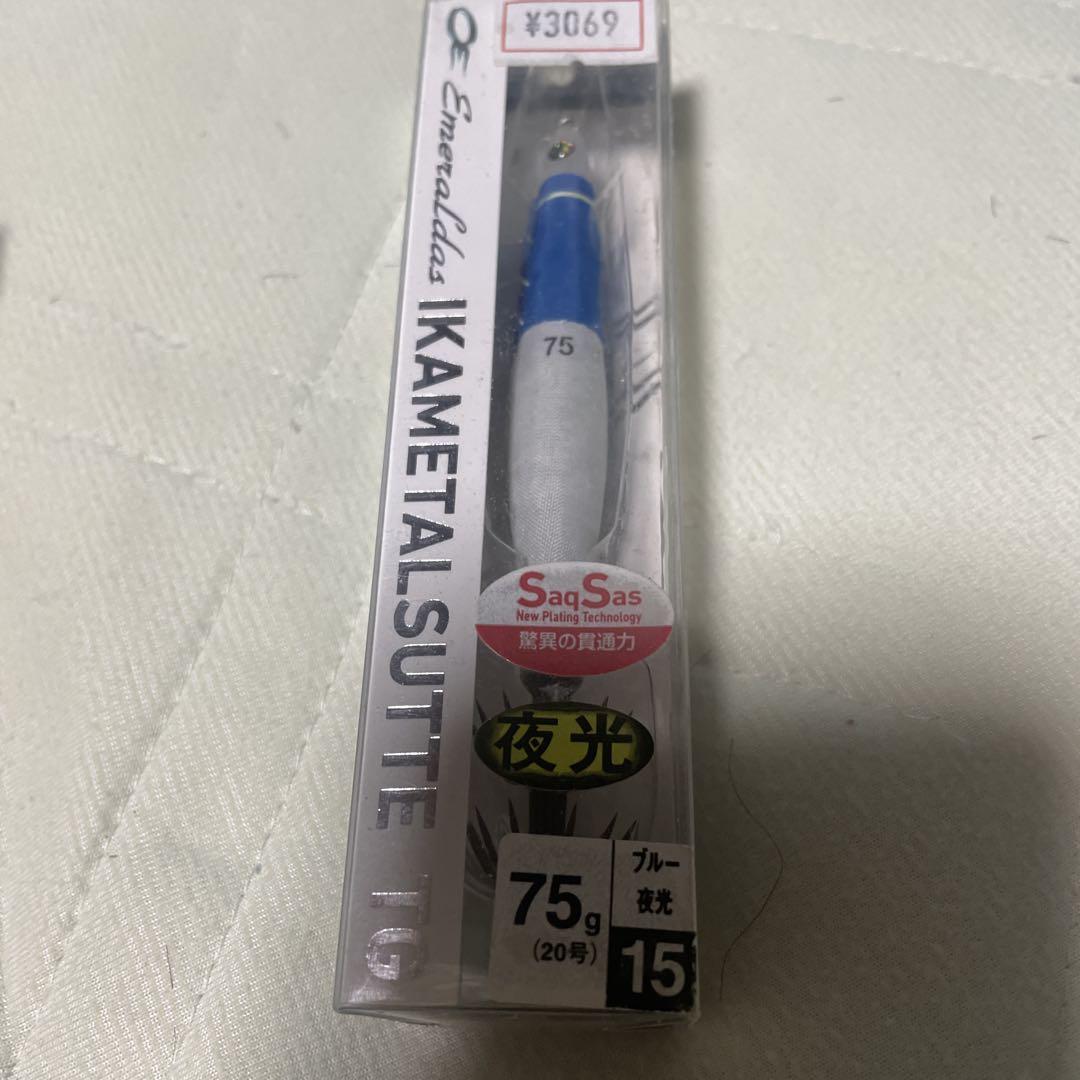 ¥3069
Emeraldas IKAMETALSUTTE TG
75
SaqSas
New Plating Technology
驚異の貫通力
夜光
75g
(20号)
ブルー
夜光
15